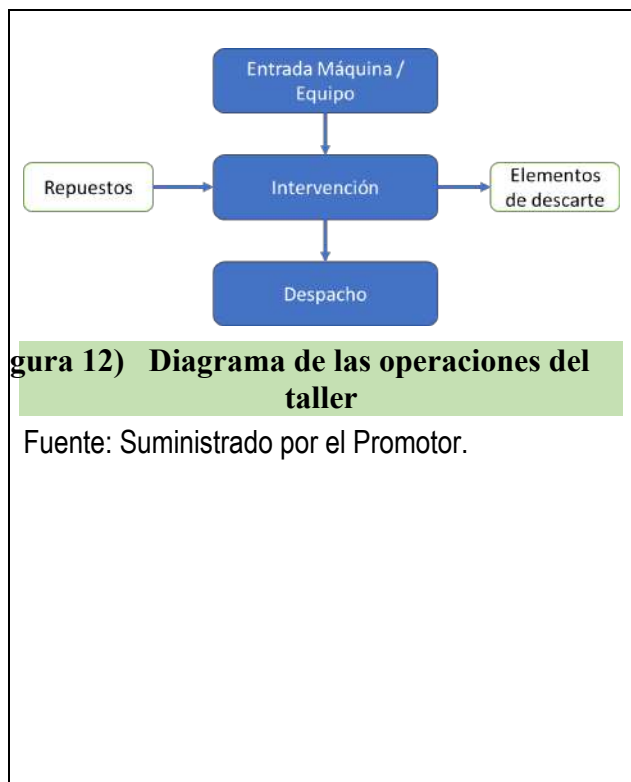 Entrada Máquina /
Equipo
Repuestos
Intervención
Elementos
de descarte
Despacho
gura 12) Diagrama de las operaciones del
taller
Fuente: Suministrado por el Promotor.